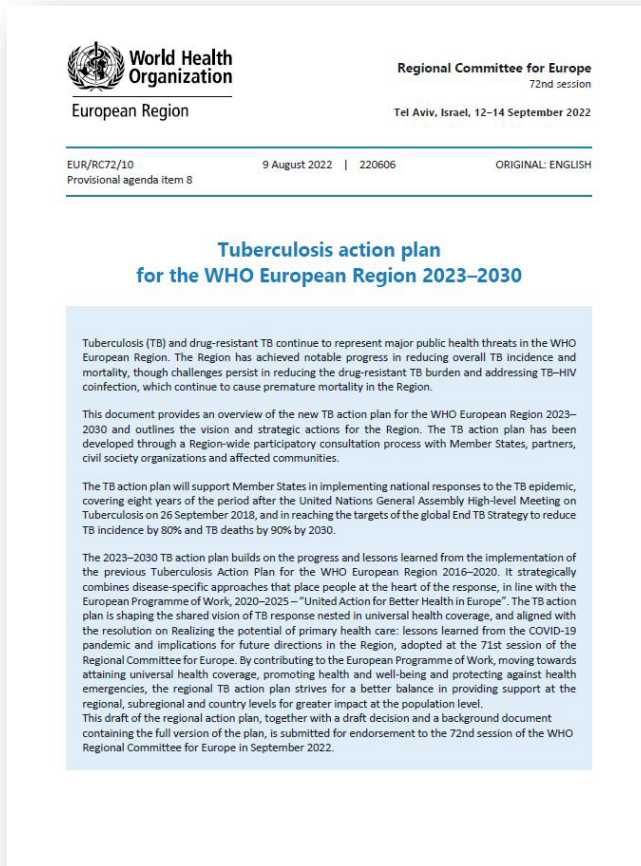 World Health
Organization
European Region
Regional Committee for Europe
72nd session
Tel Aviv, Israel, 12–14 September 2022
EUR/RC72/10
Provisional agenda item 8
9 August 2022 | 220606
ORIGINAL: ENGLISH
Tuberculosis action plan
for the WHO European Region 2023–2030
Tuberculosis (TB) and drug-resistant TB continue to represent major public health threats in the WHO
European Region. The Region has achieved notable progress in reducing overall TB incidence and
mortality, though challenges persist in reducing the drug-resistant TB burden and addressing TB–HIV
coinfection, which continue to cause premature mortality in the Region.
This document provides an overview of the new TB action plan for the WHO European Region 2023–
2030 and outlines the vision and strategic actions for the Region. The TB action plan has been
developed through a Region-wide participatory consultation process with Member States, partners,
civil society organizations and affected communities.
The TB action plan will support Member States in implementing national responses to the TB epidemic,
covering eight years of the period after the United Nations General Assembly High-level Meeting on
Tuberculosis on 26 September 2018, and in reaching the targets of the global End TB Strategy to reduce
TB incidence by 80% and TB deaths by 90% by 2030.
The 2023–2030 TB action plan builds on the progress and lessons learned from the implementation of
the previous Tuberculosis Action Plan for the WHO European Region 2016–2020. It strategically
combines disease-specific approaches that place people at the heart of the response, in line with the
European Programme of Work, 2020–2025 – “United Action for Better Health in Europe”. The TB action
plan is shaping the shared vision of TB response nested in universal health coverage, and aligned with
the resolution on Realizing the potential of primary health care: lessons learned from the COVID-19
pandemic and implications for future directions in the Region, adopted at the 71st session of the
Regional Committee for Europe. By contributing to the European Programme of Work, moving towards
attaining universal health coverage, promoting health and well-being and protecting against health
emergencies, the regional TB action plan strives for a better balance in providing support at the
regional, subregional and country levels for greater impact at the population level.
This draft of the regional action plan, together with a draft decision and a background document
containing the full version of the plan, is submitted for endorsement to the 72nd session of the WHO
Regional Committee for Europe in September 2022.